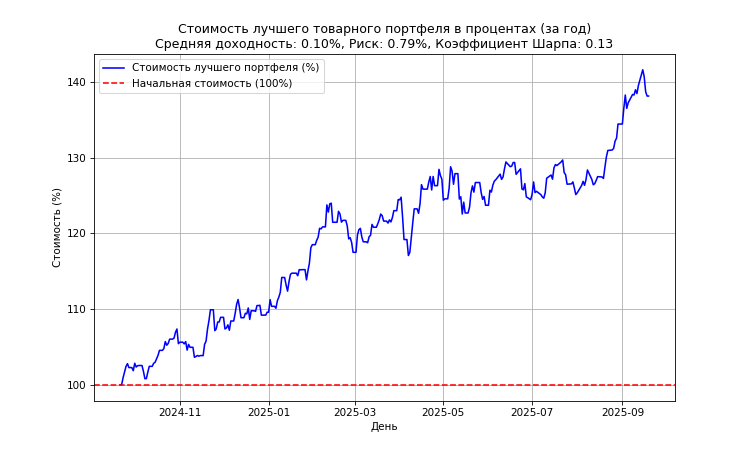 Стоимость лучшего товарного портфеля в процентах (за год)
Средняя доходность: 0.10%, Риск: 0.79%, Коэффициент Шарпа: 0.13
Стоимость лучшего портфеля (%)
Начальная стоимость (100%)
Стоимость (%)
140
130
120
110
100
2024-11
2025-01
2025-03
2025-05
2025-07
2025-09
День